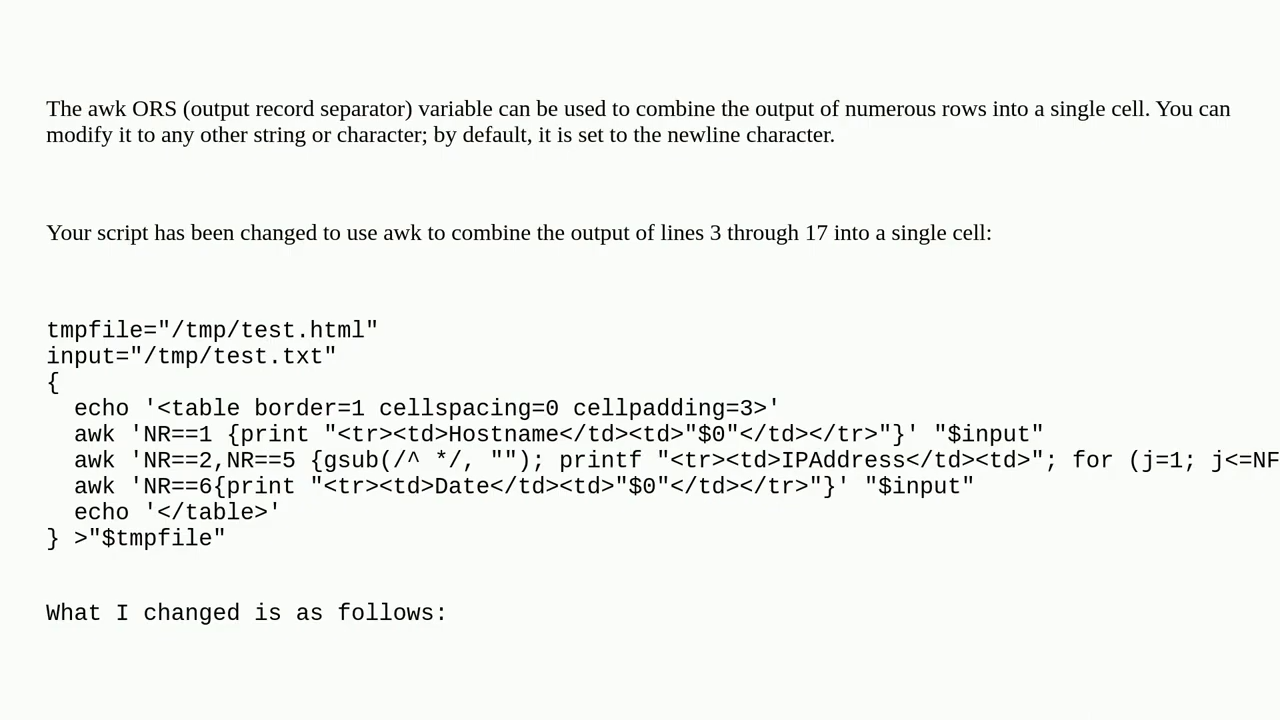 The awk ORS (output record separator) variable can be used to combine the output of numerous rows into a single cell. You can
modify it to any other string or character; by default, it is set to the newline character.
Your script has been changed to use awk to combine the output of lines 3 through 17 into a single cell:
tmpfile="/tmp/test.html"
input="/tmp/test.txt"
{
  echo '<table border=1 cellspacing=0 cellpadding=3>'
  awk 'NR==1 {print "<tr><td>Hostname</td><td>"$0"</td></tr>"}' "$input"
  awk 'NR==2,NR==5 {gsub(/^ */, ""); printf "<tr><td>IPAddress</td><td>"; for (j=1; j<=NF
  awk 'NR==6{print "<tr><td>Date</td><td>"$0"</td></tr>"}' "$input"
  echo '</table>'
} >"$tmpfile"
What I changed is as follows: